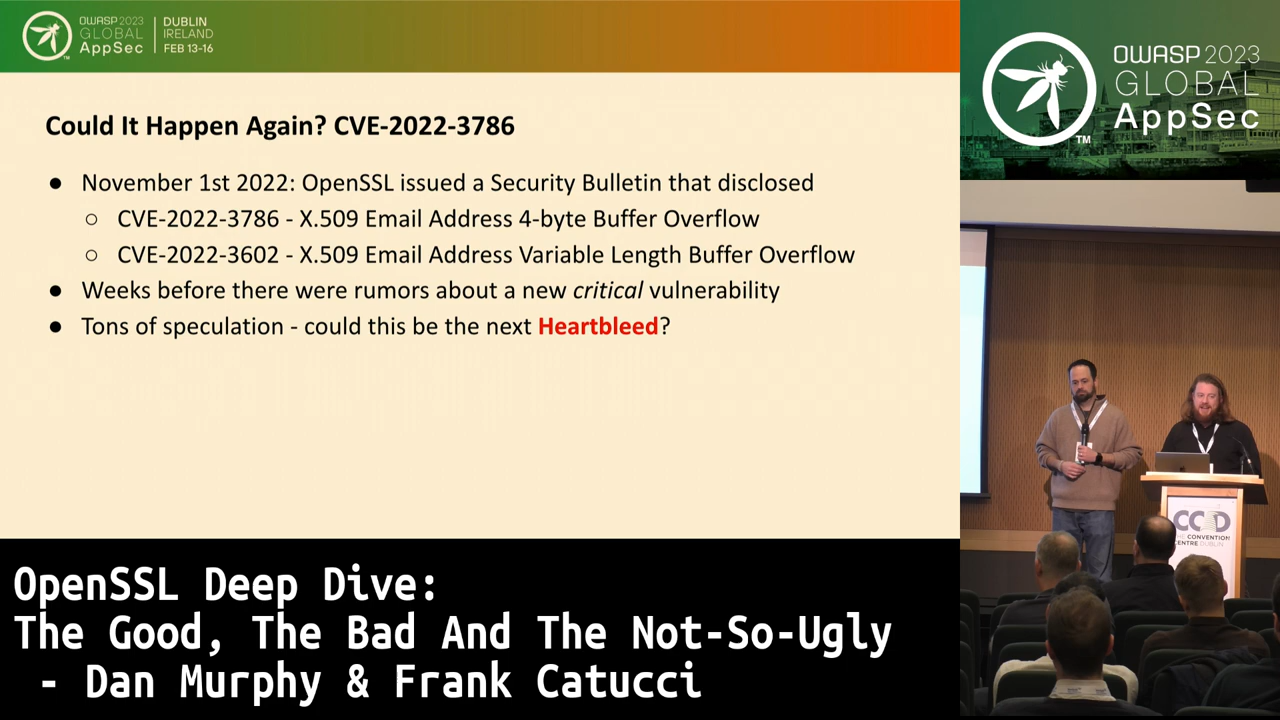 OWASP 2023
GLOBAL
AppSec
TM
DUBLIN
IRELAND
FEB 13-16
Could It Happen Again? CVE-2022-3786
● November 1st 2022: OpenSSL issued a Security Bulletin that disclosed
○ CVE-2022-3786 - X.509 Email Address 4-byte Buffer Overflow
○ CVE-2022-3602 - X.509 Email Address Variable Length Buffer Overflow
● Weeks before there were rumors about a new critical vulnerability
● Tons of speculation - could this be the next Heartbleed?
OWASP 2023
GLOBAL
AppSec
TM
CCD
THE CONVENTION
CENTRE DUBLIN
OpenSSL Deep Dive:
The Good, The Bad And The Not-So-Ugly
- Dan Murphy & Frank Catucci